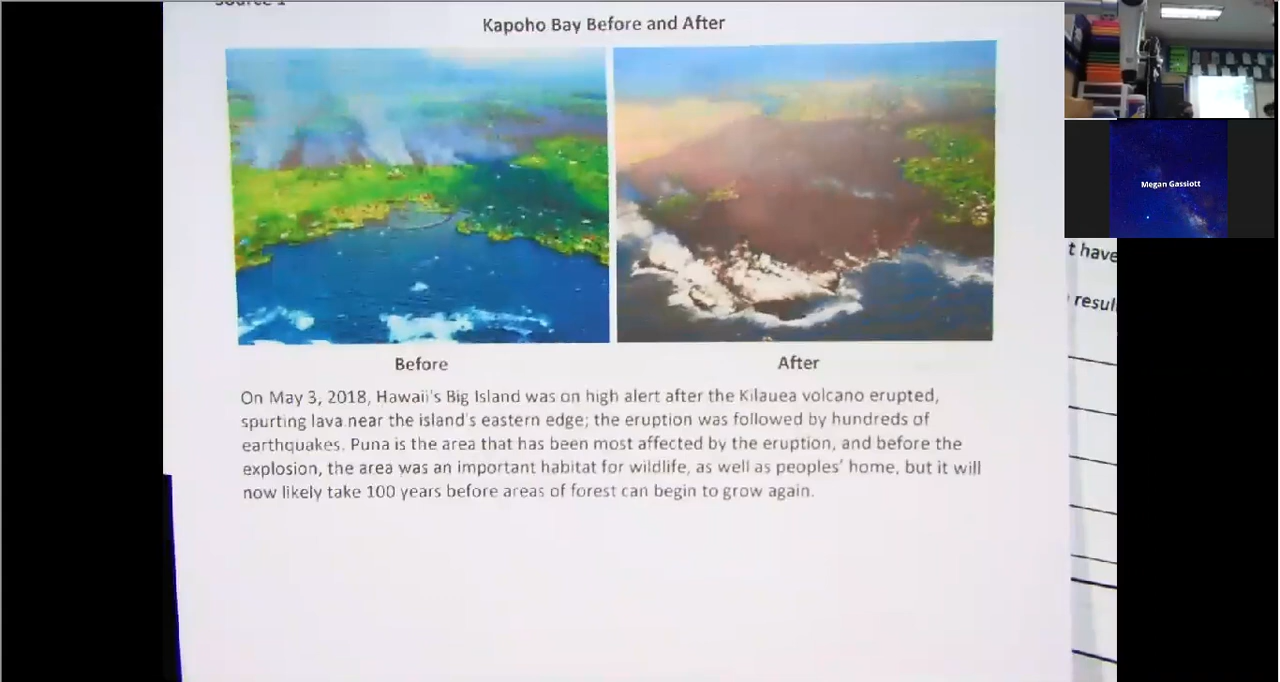 Source 1
Kapoho Bay Before and After
Megan Gassiott
t have
resul
Before
After
On May 3, 2018, Hawaii's Big Island was on high alert after the Kilauea volcano erupted,
spurting lava near the island's eastern edge; the eruption was followed by hundreds of
earthquakes. Puna is the area that has been most affected by the eruption, and before the
explosion, the area was an important habitat for wildlife, as well as peoples' home, but it will
now likely take 100 years before areas of forest can begin to grow again.